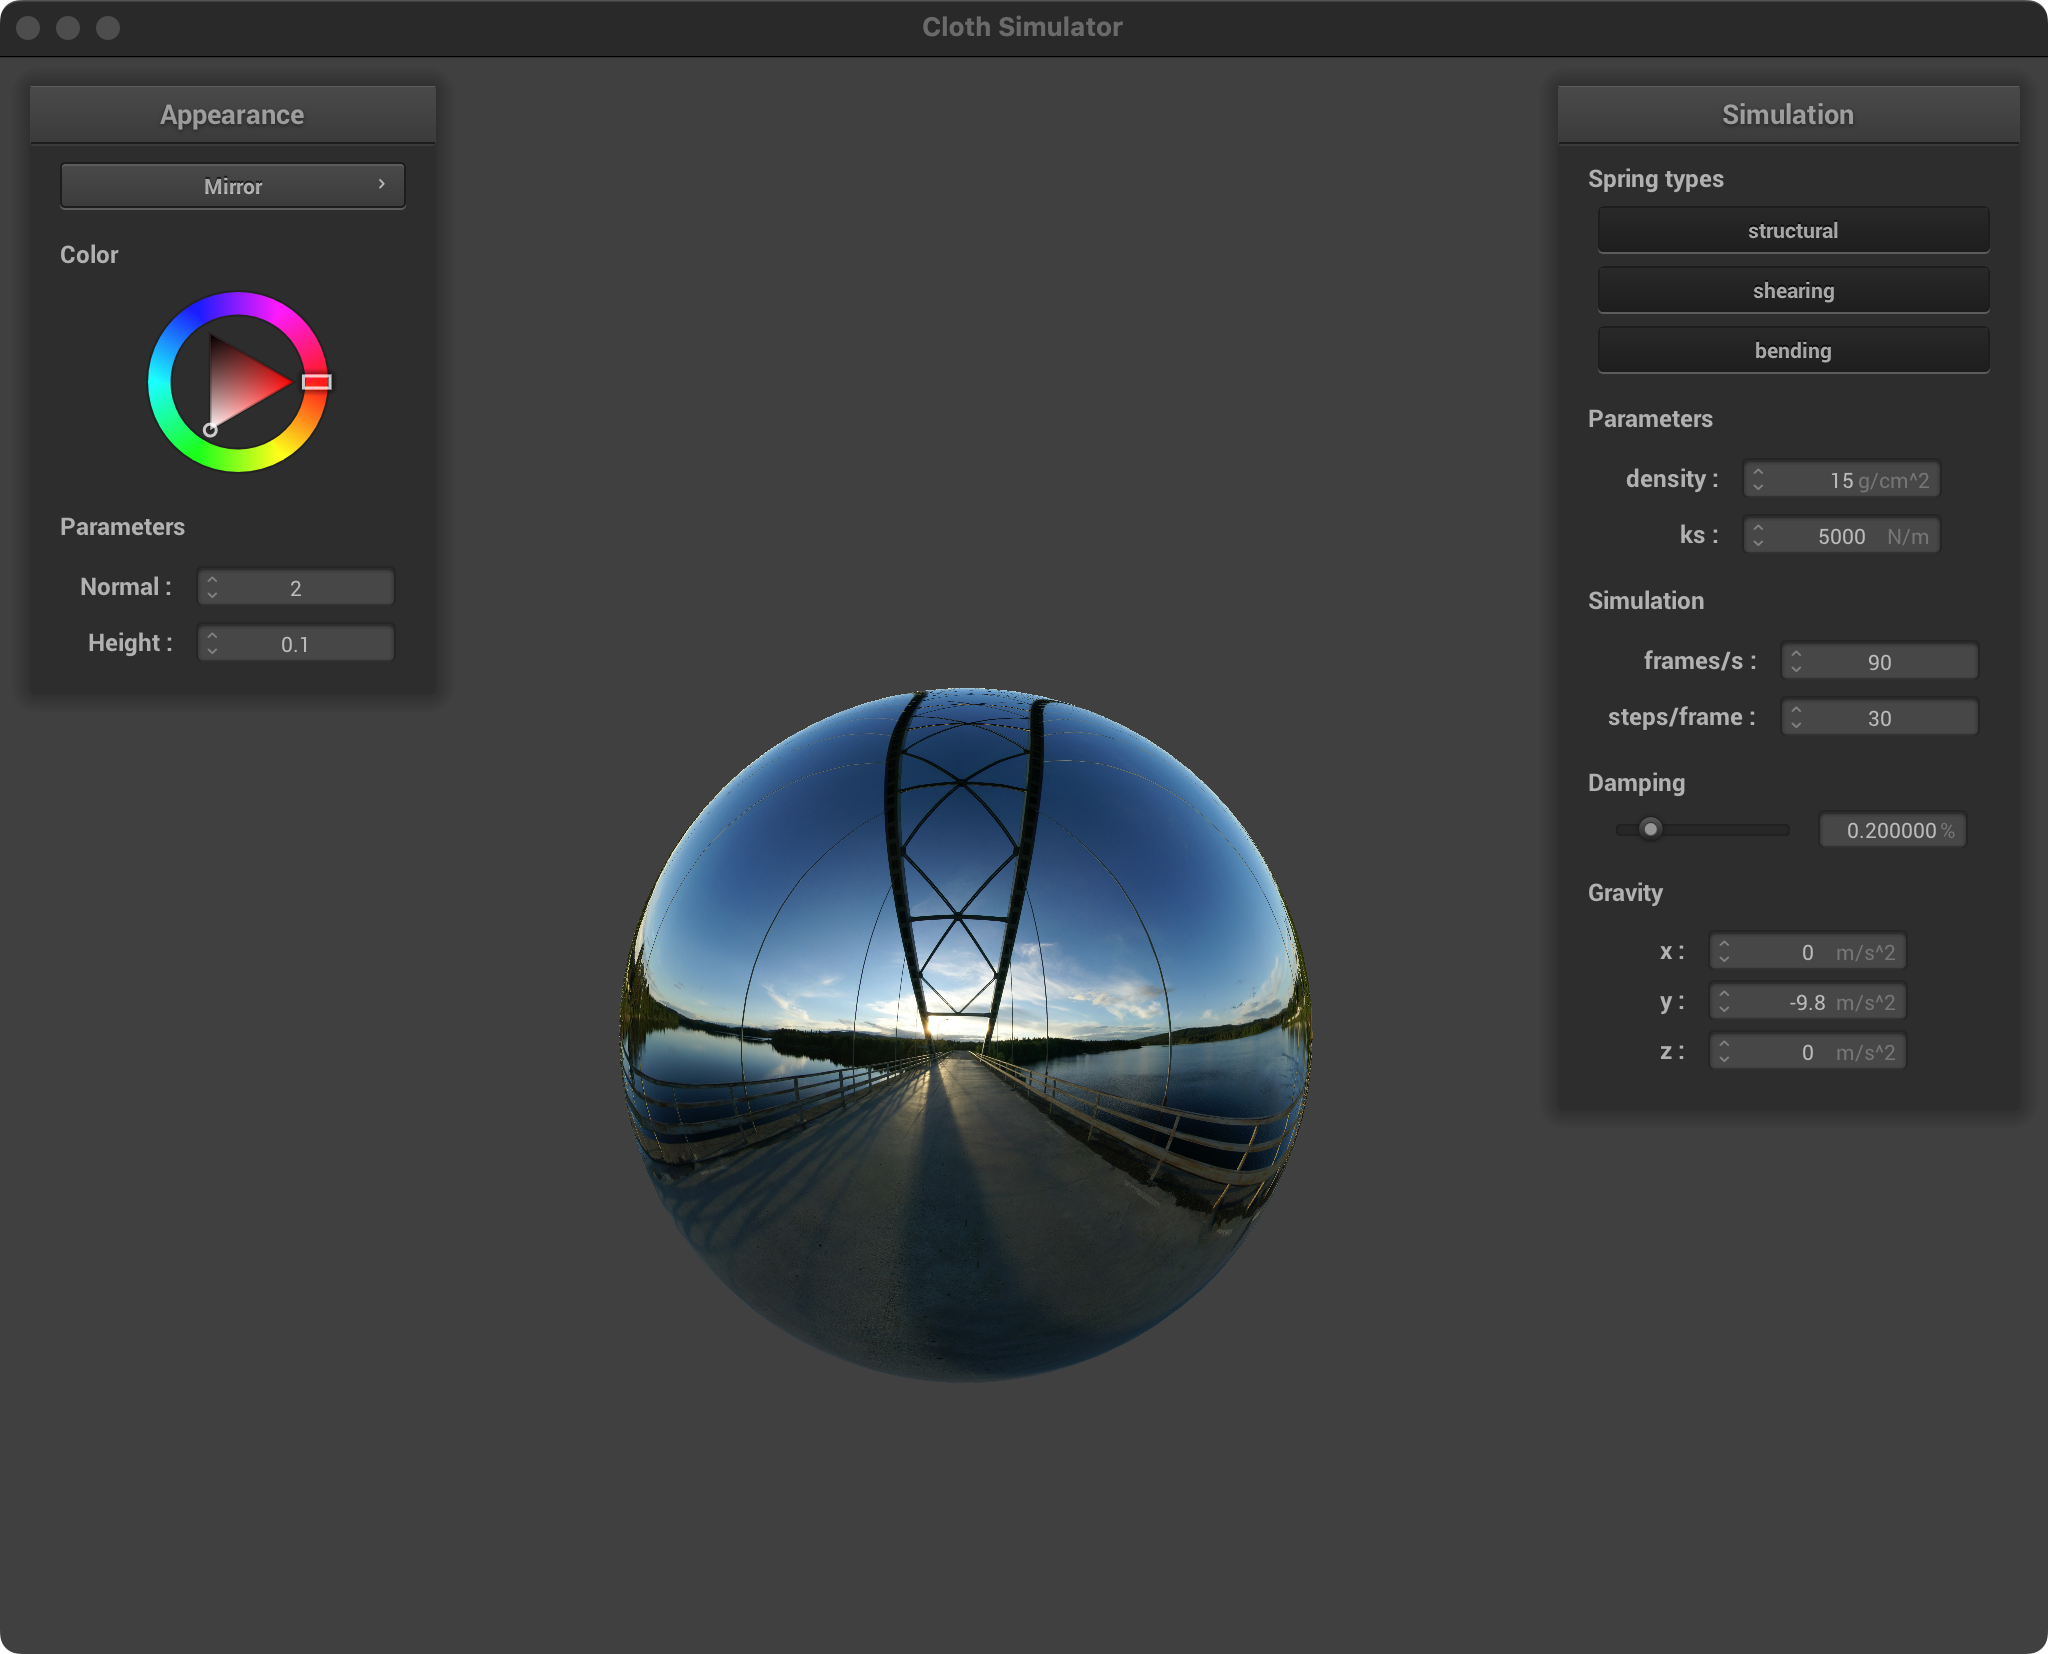 Cloth Simulator
Appearance
Mirror
Color
Parameters
Normal : 2
Height : 0.1
Simulation
Spring types
structural
shearing
bending
Parameters
density : 15 g/cm^2
ks : 5000 N/m
Simulation
frames/s : 90
steps/frame : 30
Damping
0.200000 %
Gravity
x : 0 m/s^2
y : -9.8 m/s^2
z : 0 m/s^2